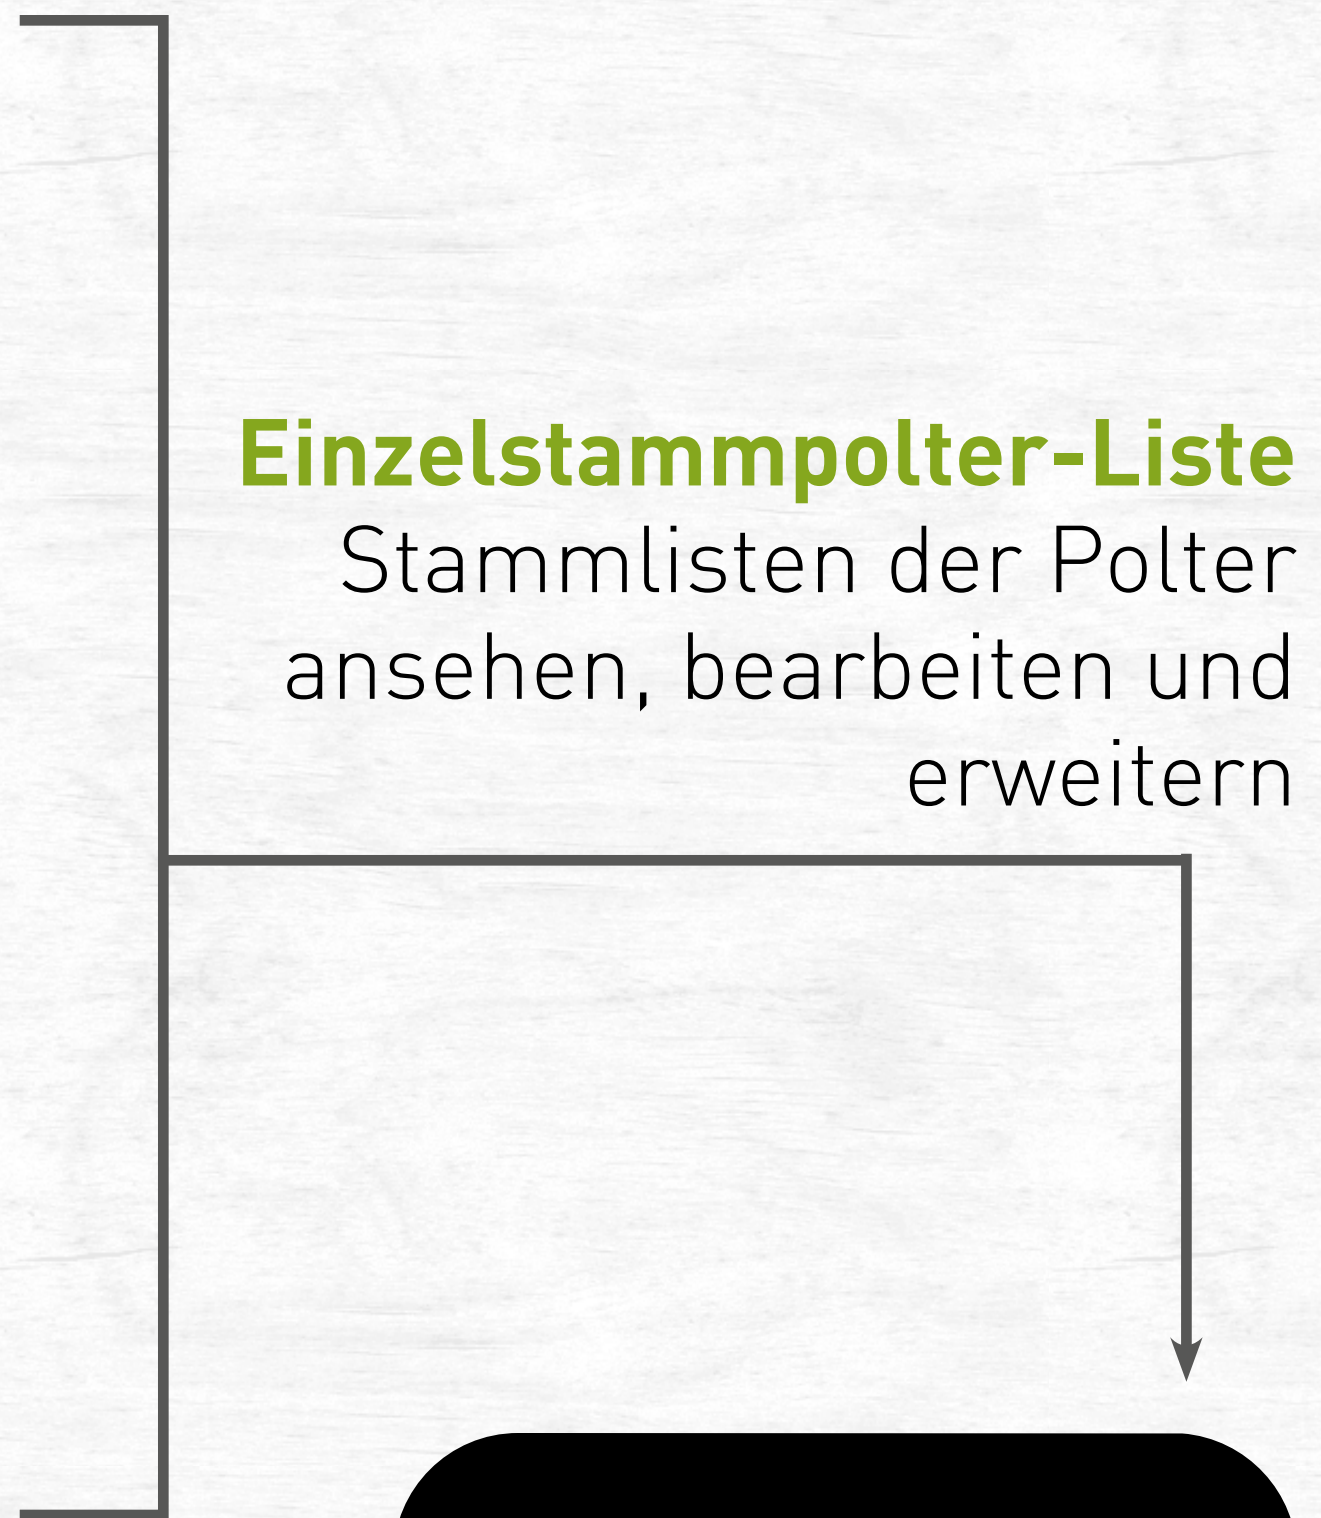 Einzelstammpolter-Liste
Stammlisten der Polter
ansehen, bearbeiten und
erweitern